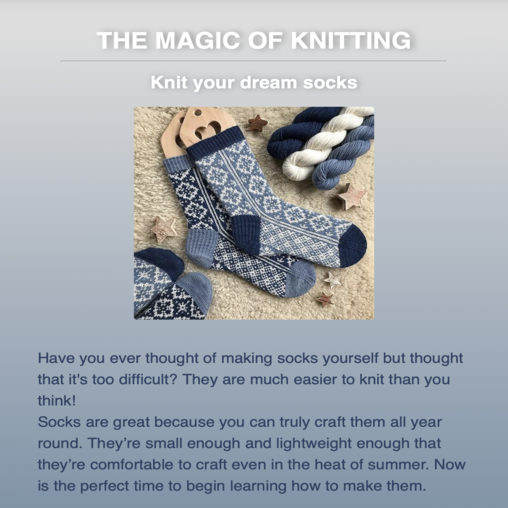 THE MAGIC OF KNITTING
Knit your dream socks
Have you ever thought of making socks yourself but thought
that it's too difficult? They are much easier to knit than you
think!
Socks are great because you can truly craft them all year
round. They’re small enough and lightweight enough that
they’re comfortable to craft even in the heat of summer. Now
is the perfect time to begin learning how to make them.